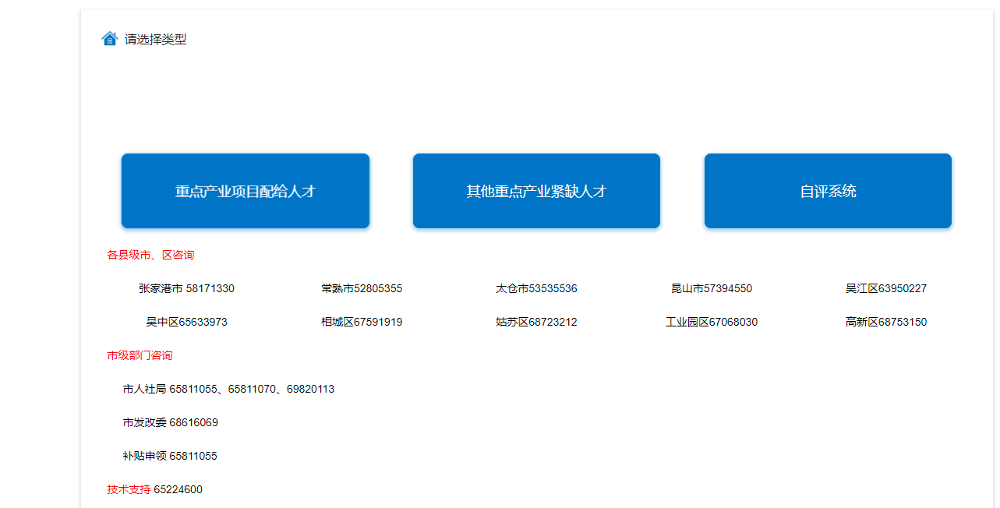 请选择类型
重点产业项目配给人才 其他重点产业紧缺人才 自评系统
各县级市、区咨询
张家港市 58171330 常熟市52805355 太仓市53535536 昆山市57394550 吴江区63950227
吴中区65633973 相城区67591919 姑苏区68723212 工业园区67068030 高新区68753150
市级部门咨询
市人社局 65811055、65811070、69820113
市发改委 68616069
补贴申领 65811055
技术支持 65224600